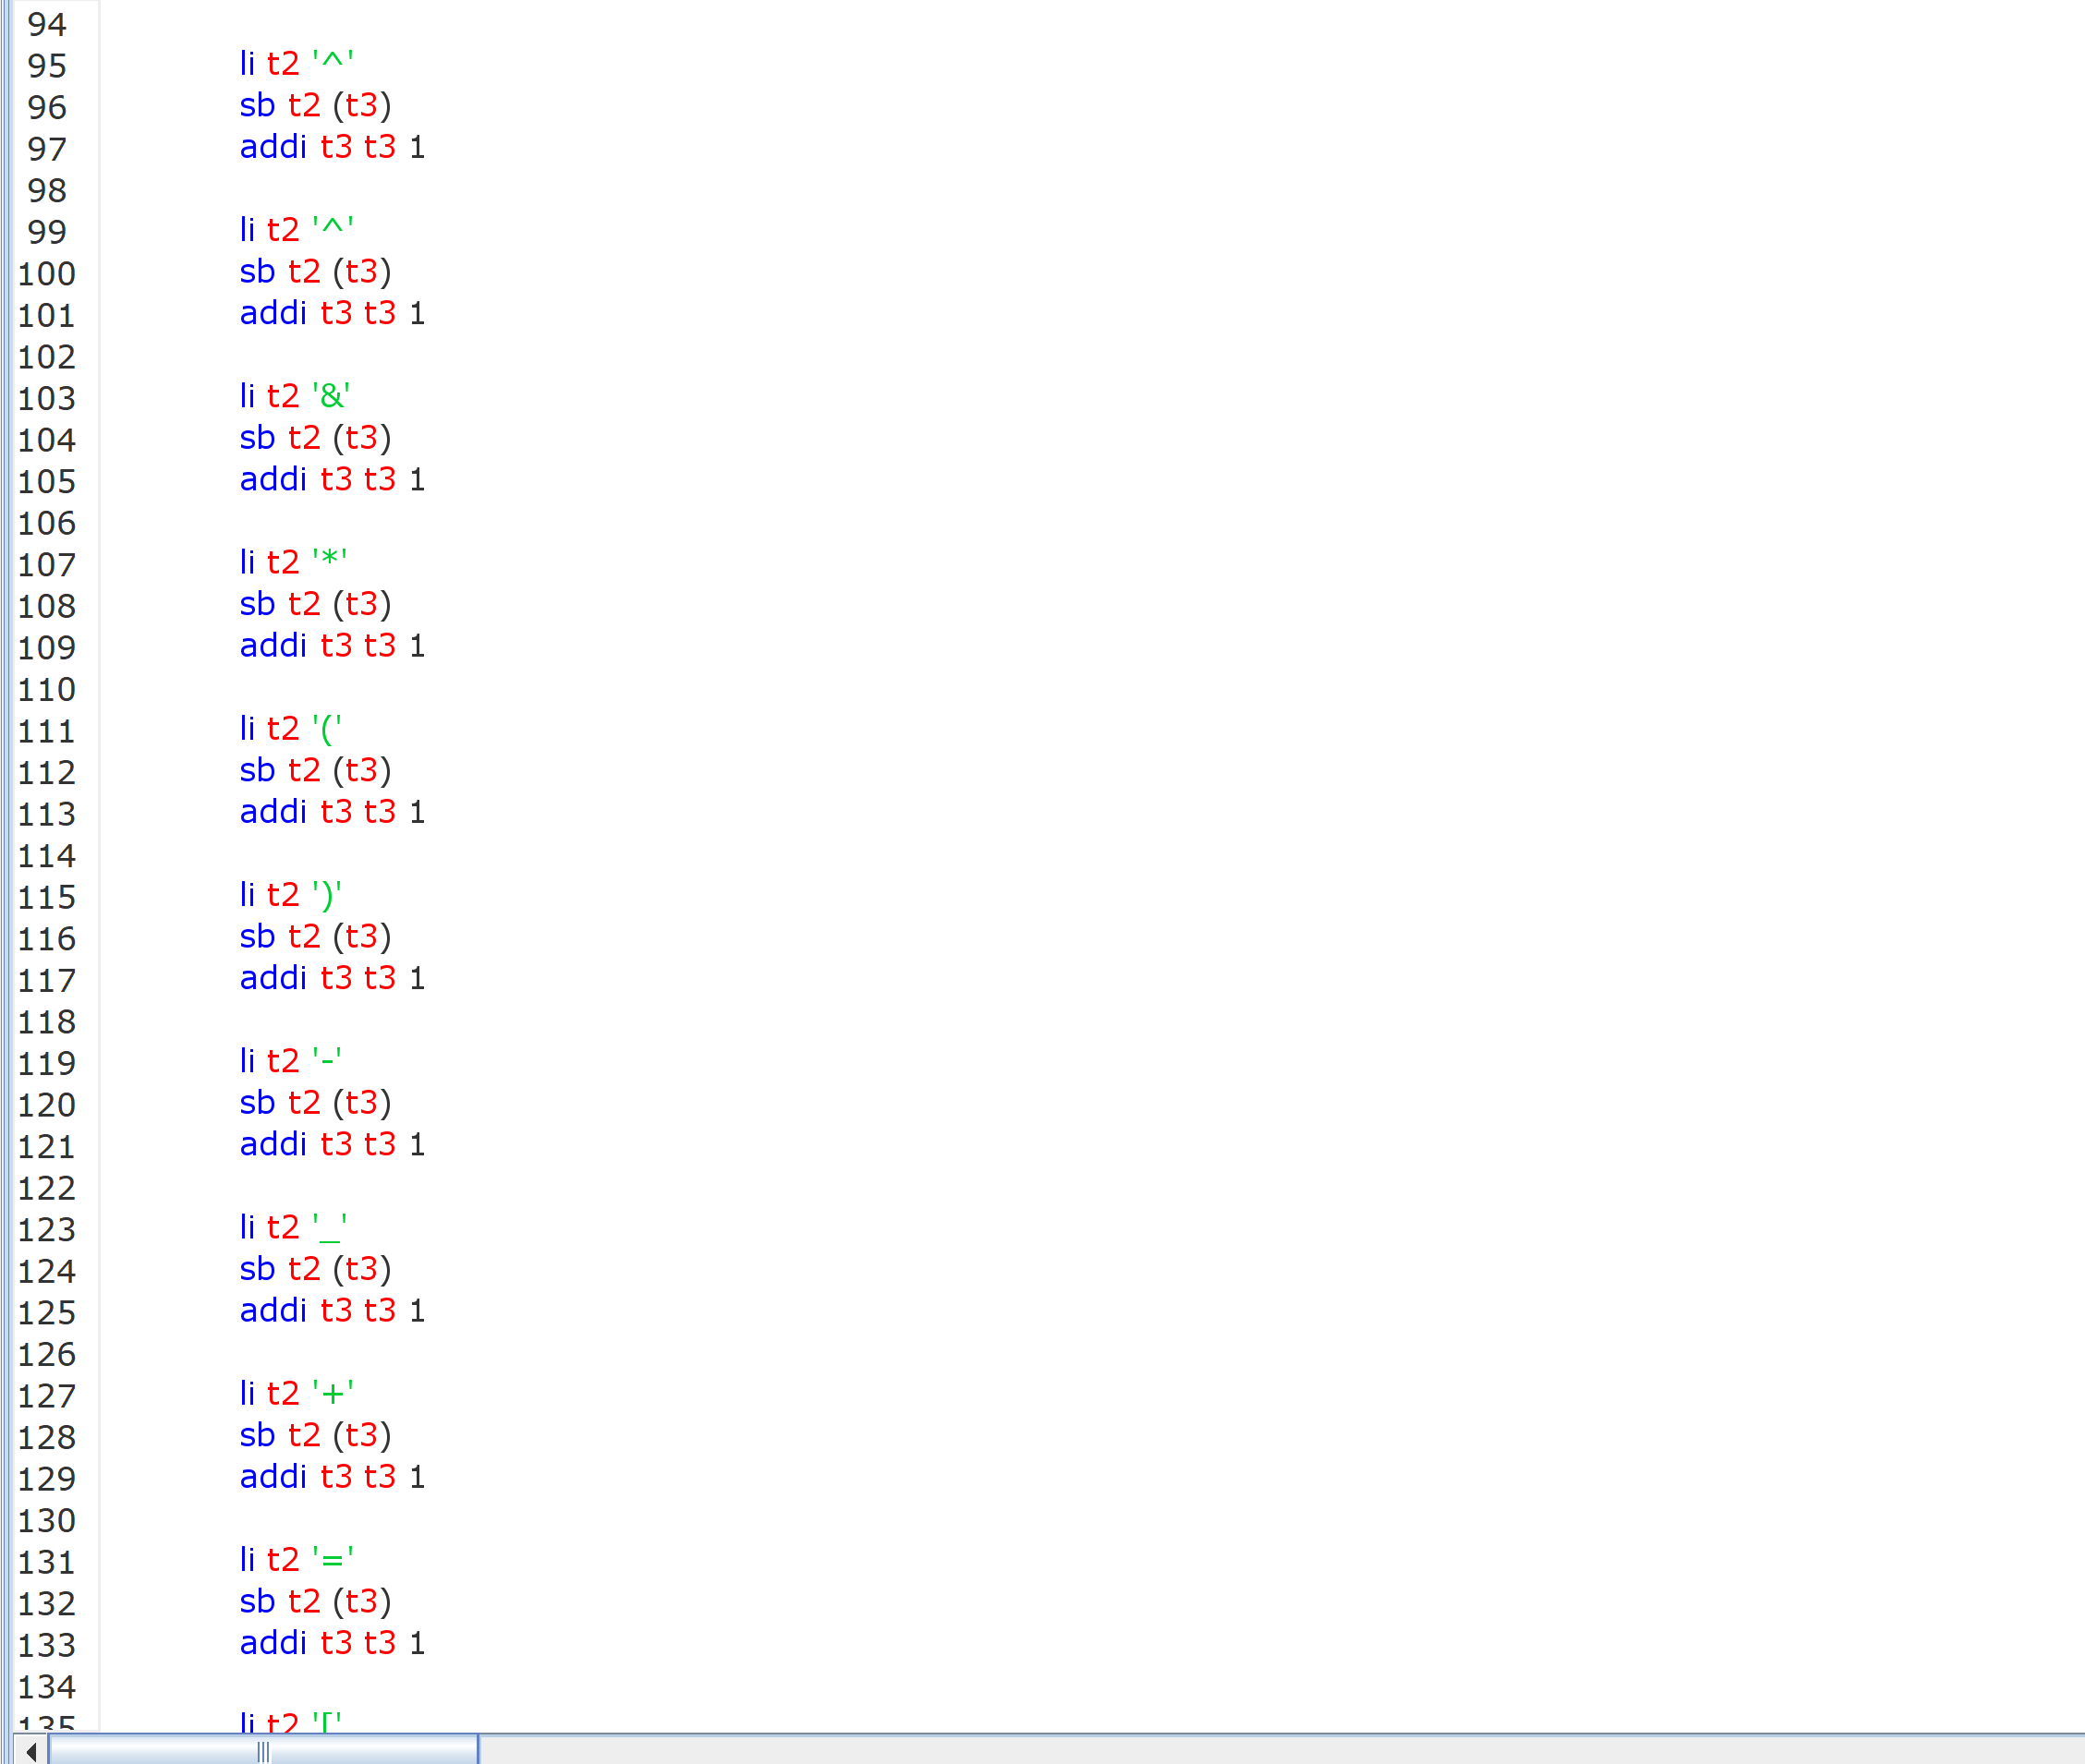 94
95 li t2 '^'
96 sb t2 (t3)
97 addi t3 t3 1
98
99 li t2 '^'
100 sb t2 (t3)
101 addi t3 t3 1
102
103 li t2 '&'
104 sb t2 (t3)
105 addi t3 t3 1
106
107 li t2 '*'
108 sb t2 (t3)
109 addi t3 t3 1
110
111 li t2 '('
112 sb t2 (t3)
113 addi t3 t3 1
114
115 li t2 ')'
116 sb t2 (t3)
117 addi t3 t3 1
118
119 li t2 '-'
120 sb t2 (t3)
121 addi t3 t3 1
122
123 li t2 '_'
124 sb t2 (t3)
125 addi t3 t3 1
126
127 li t2 '+'
128 sb t2 (t3)
129 addi t3 t3 1
130
131 li t2 '='
132 sb t2 (t3)
133 addi t3 t3 1
134
135 li t2 '['